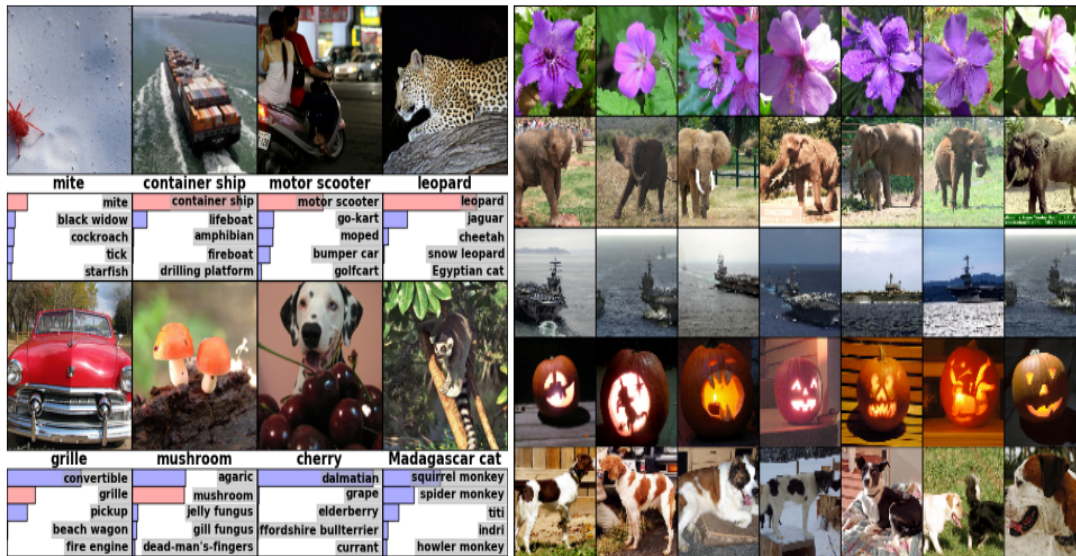 mite
container ship
motor scooter
leopard
mite
black widow
cockroach
tick
starfish
container ship
lifeboat
amphibian
fireboat
drilling platform
motor scooter
go-kart
moped
bumper car
golfcart
leopard
jaguar
cheetah
snow leopard
Egyptian cat
grille
mushroom
cherry
Madagascar cat
convertible
grille
pickup
beach wagon
fire engine
agaric
mushroom
jelly fungus
gill fungus
dead-man's-fingers
dalmatian
grape
elderberry
ffordshire bullterrier
currant
squirrel monkey
spider monkey
titi
indri
howler monkey